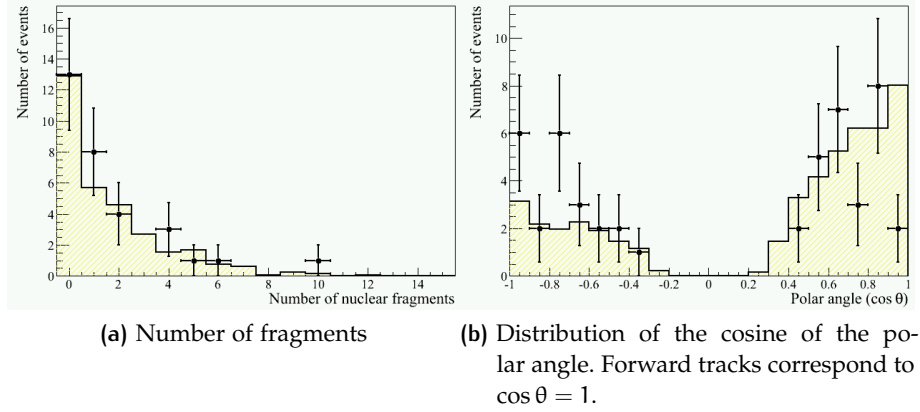 Number of events
16
14
12
10
8
6
4
2
0
0 2 4 6 8 10 12 14
Number of nuclear fragments
Number of events
10
8
6
4
2
0
-1 -0.8 -0.6 -0.4 -0.2 0 0.2 0.4 0.6 0.8 1
Polar angle (cos θ)
(a) Number of fragments
(b) Distribution of the cosine of the po-
lar angle. Forward tracks correspond to
cos θ = 1.